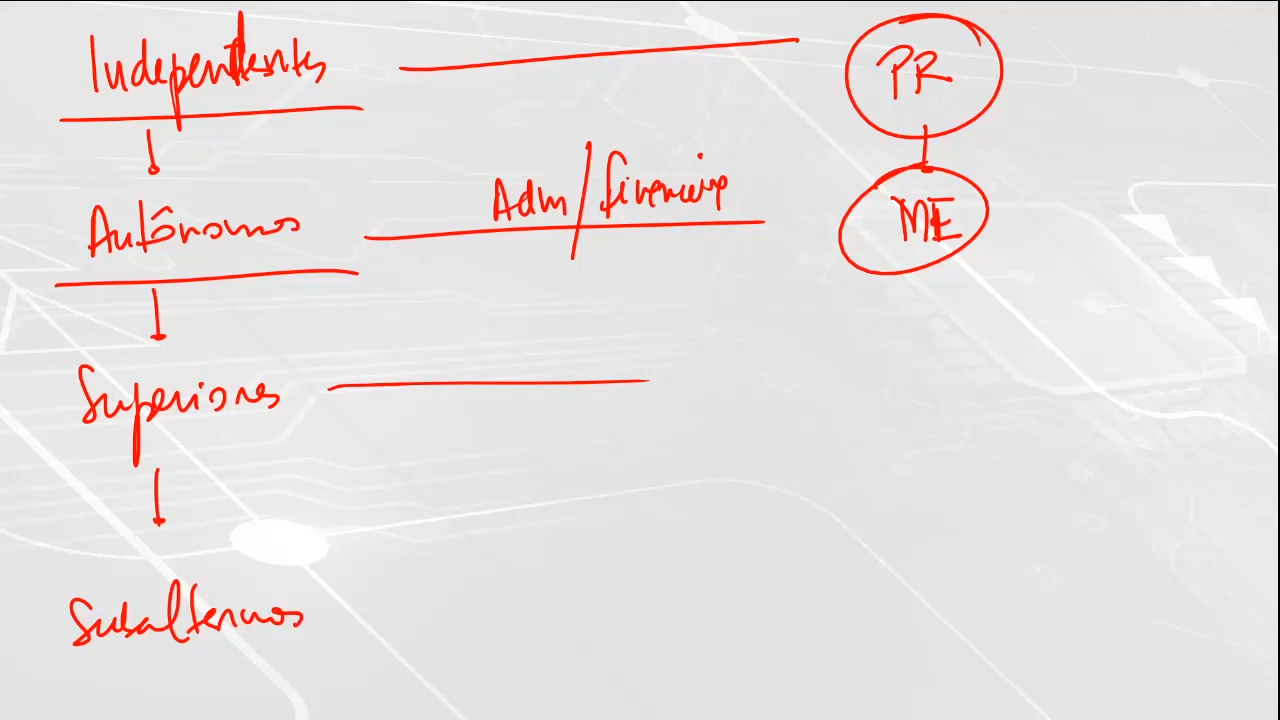 Independentes
PR
Adm/financeira
ME
Autônomos
Superiores
Subalternos